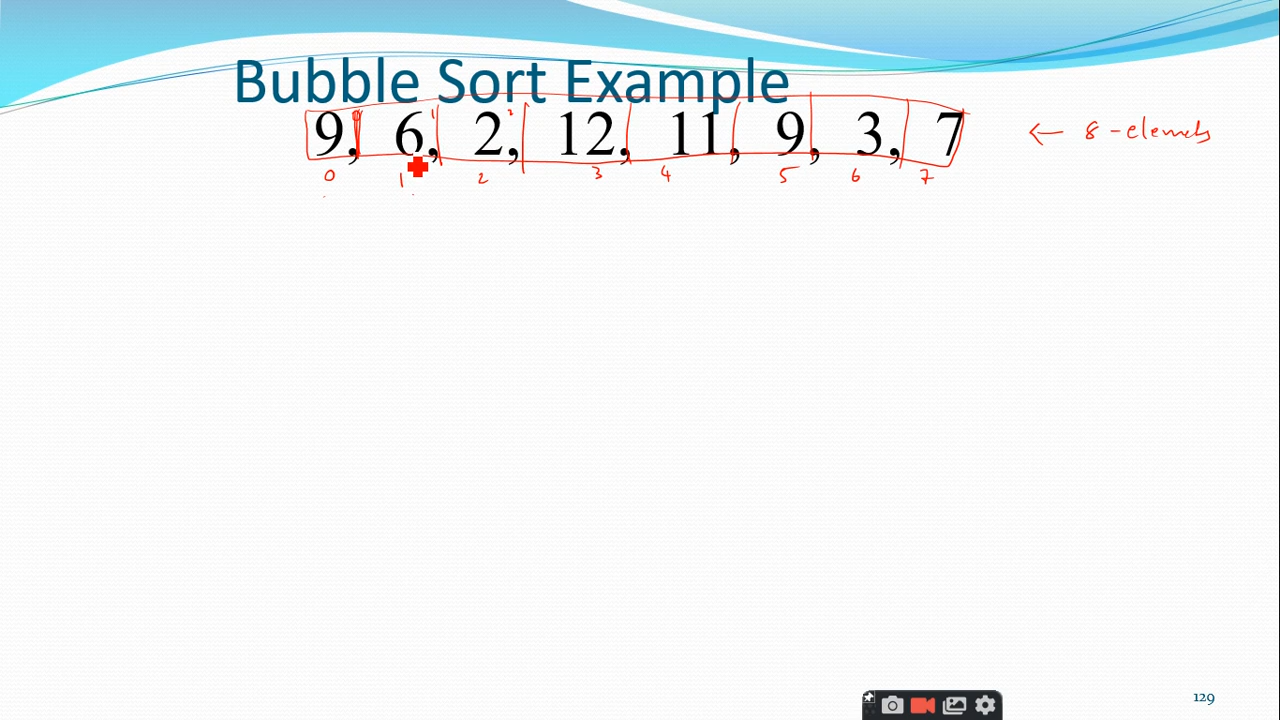 Bubble Sort Example
9, 6, 2, 12, 11, 9, 3, 7 ← 8-elements
0 1 2 3 4 5 6 7
129